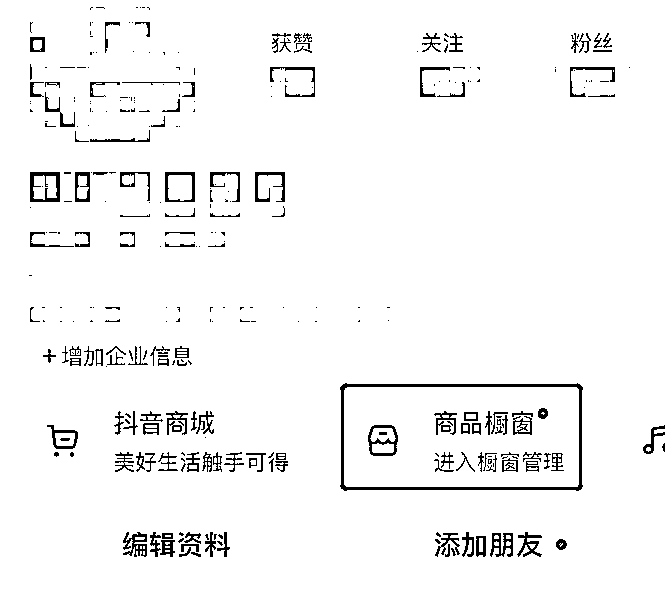 获赞 关注 粉丝
+增加企业信息
抖音商城 商品橱窗
美好生活触手可得 进入橱窗管理
编辑资料 添加朋友